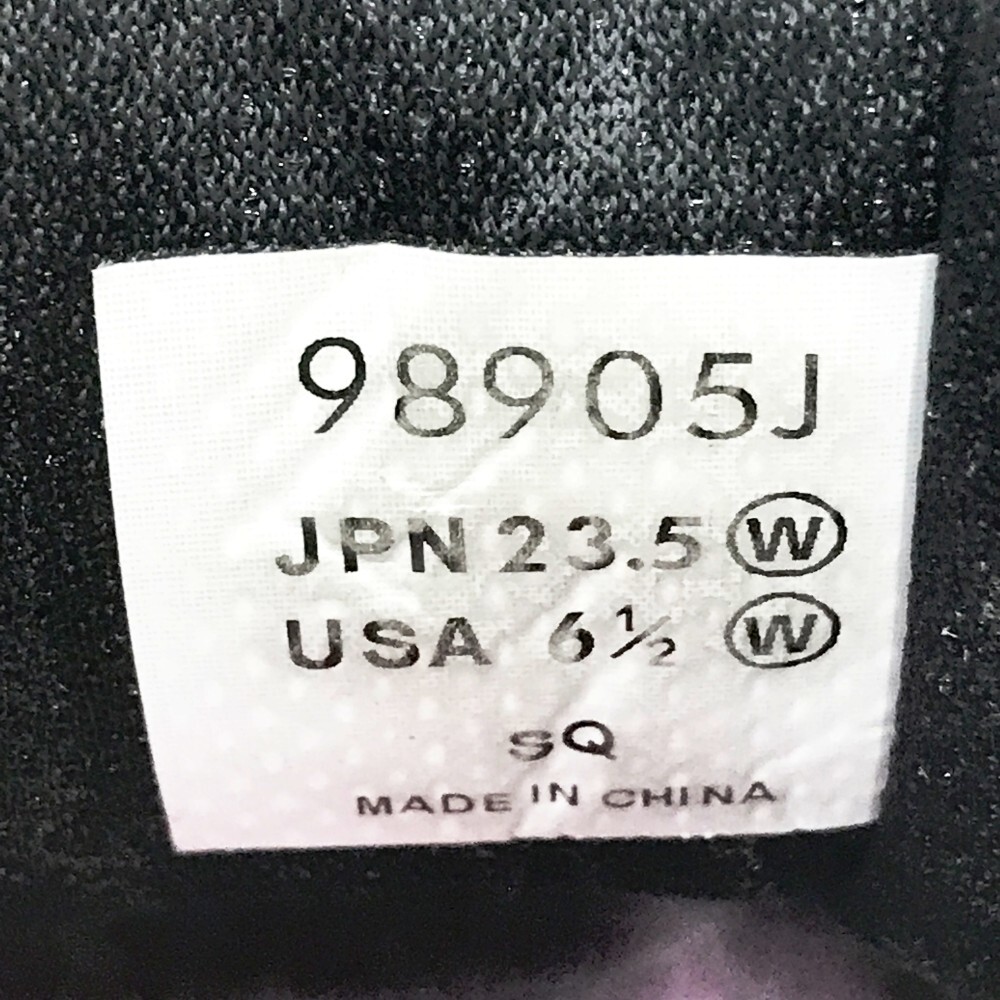 98905J
JPN 23.5 Ⓦ
USA 6½ Ⓦ
SQ
MADE IN CHINA